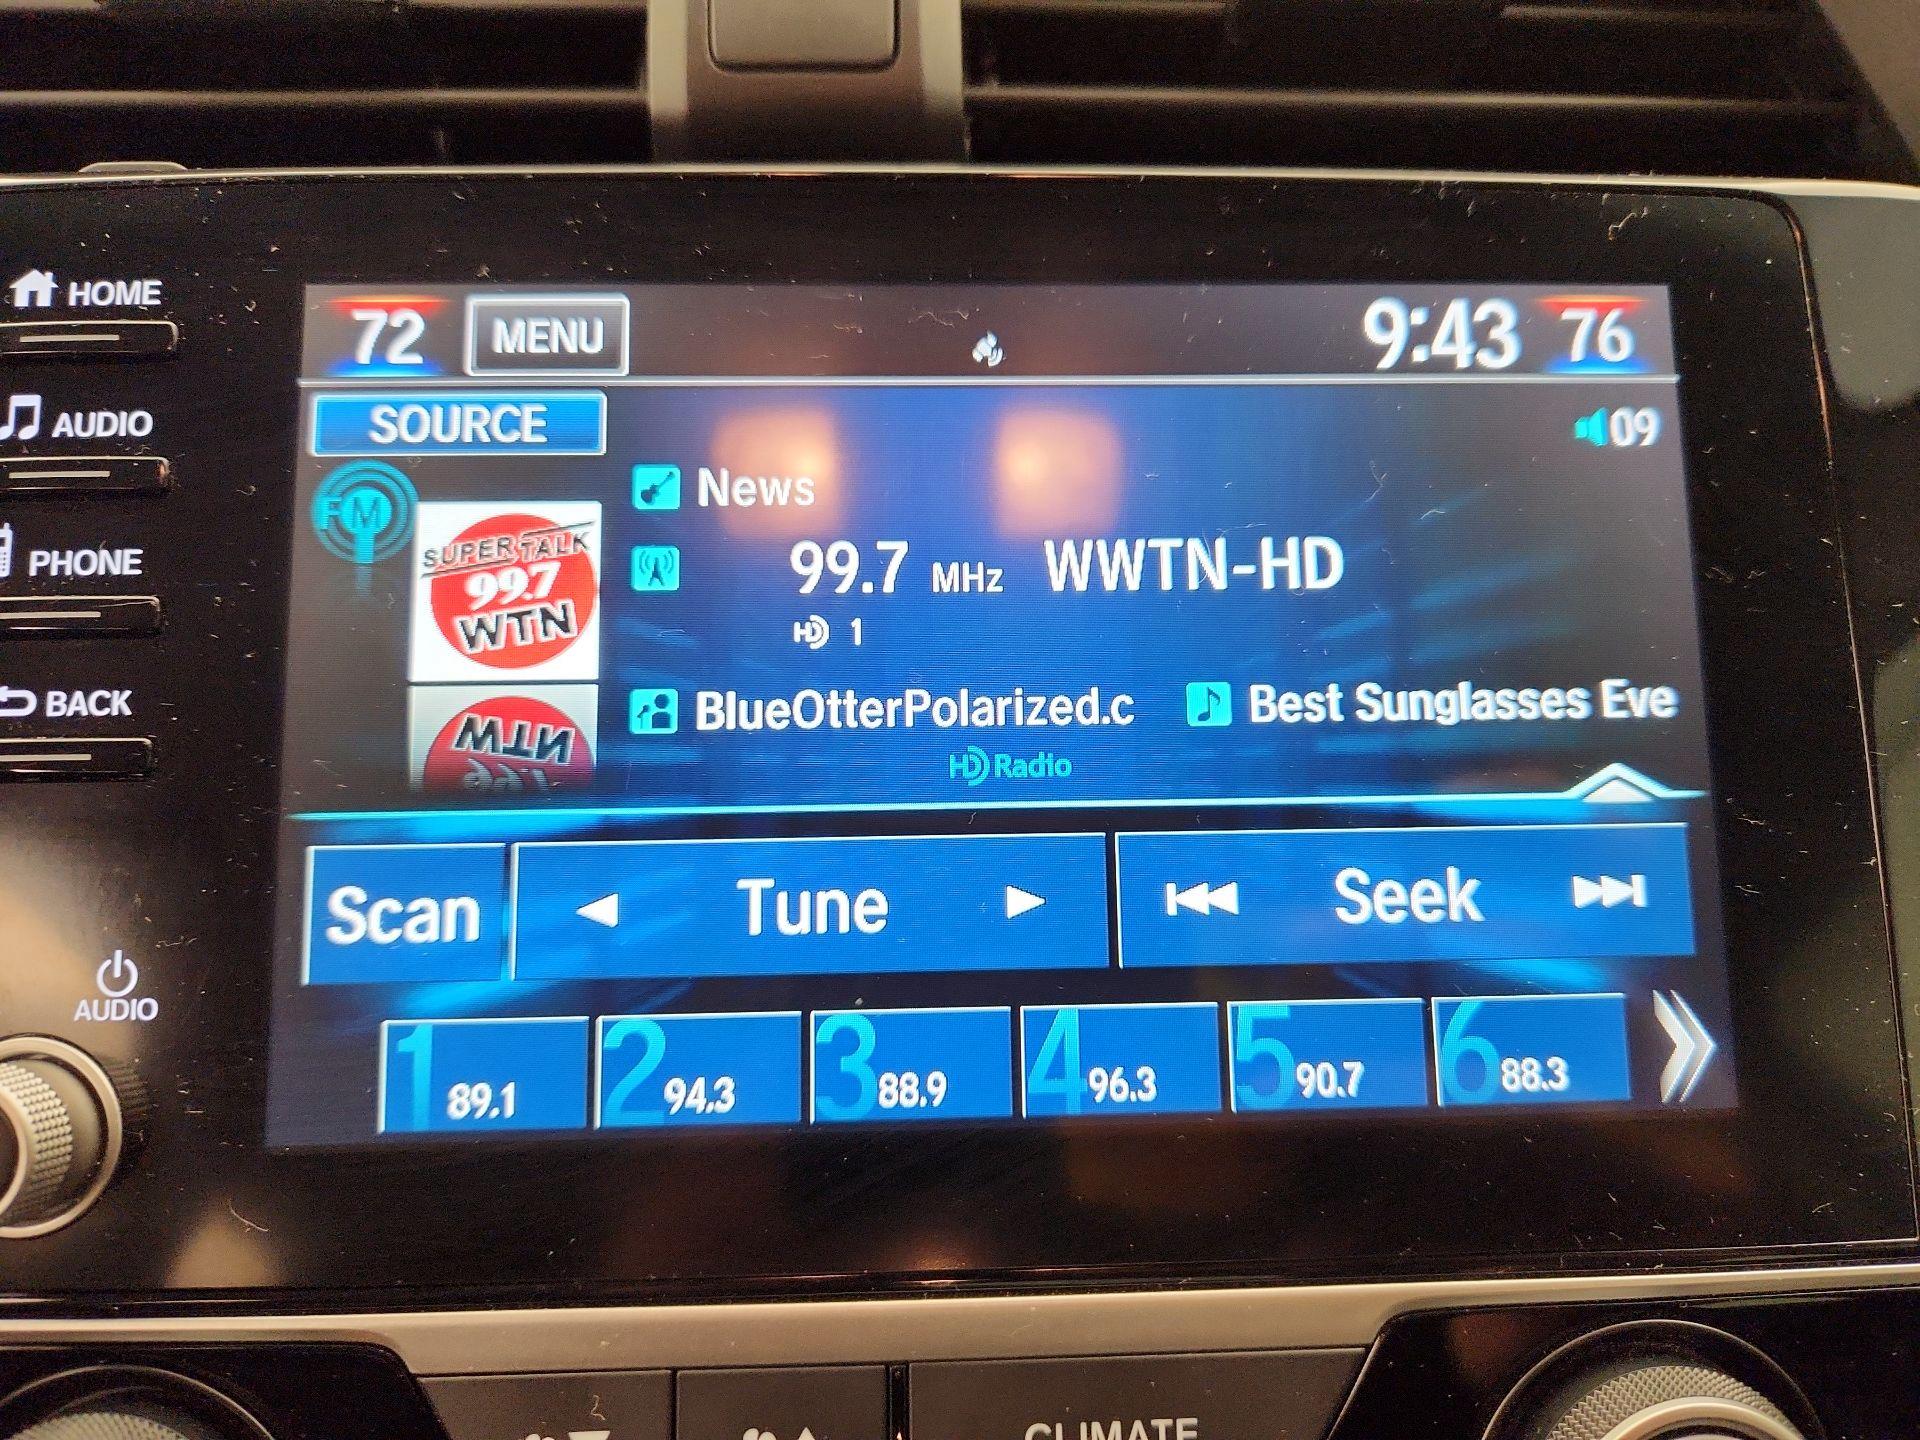 HOME
AUDIO
PHONE
BACK
AUDIO
72 MENU 9:43 76
SOURCE
09
FM
SUPER TALK
99.7
WTN
News
99.7 MHz WWTN-HD
HD 1
BlueOtterPolarized.c Best Sunglasses Eve
HD Radio
Scan Tune Seek
1 89.1
2 94.3
3 88.9
4 96.3
5 90.7
6 88.3
CLIMATE